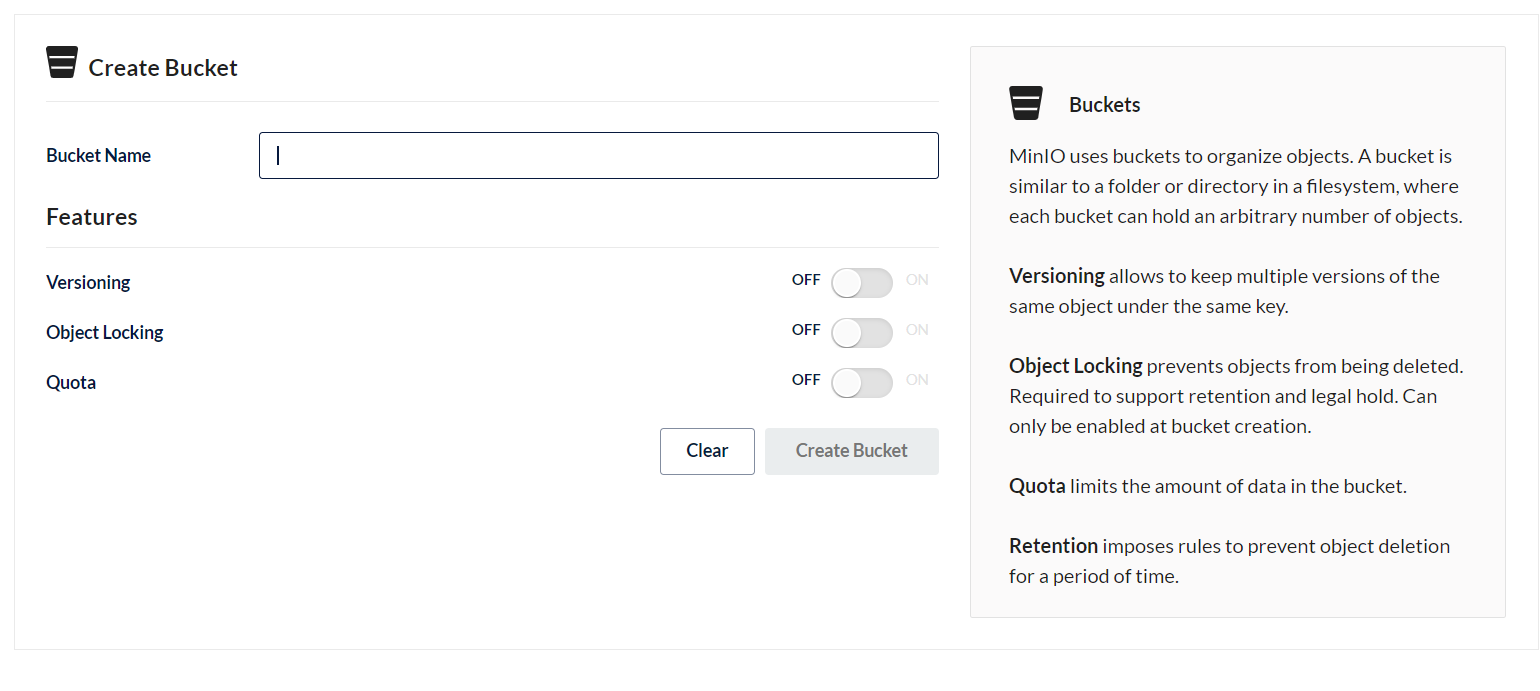 Create Bucket
Bucket Name
Features
Versioning
OFF ON
Object Locking
OFF ON
Quota
OFF ON
Clear
Create Bucket
Buckets
MinIO uses buckets to organize objects. A bucket is
similar to a folder or directory in a filesystem, where
each bucket can hold an arbitrary number of objects.
Versioning allows to keep multiple versions of the
same object under the same key.
Object Locking prevents objects from being deleted.
Required to support retention and legal hold. Can
only be enabled at bucket creation.
Quota limits the amount of data in the bucket.
Retention imposes rules to prevent object deletion
for a period of time.